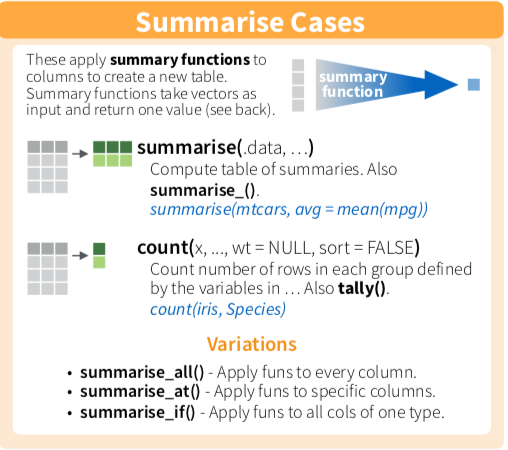 Summarise Cases
These apply summary functions to
columns to create a new table.
Summary functions take vectors as
input and return one value (see back).
summary
function
summarise(.data, …)
Compute table of summaries. Also
summarise_().
summarise(mtcars, avg = mean(mpg))
count(x, ..., wt = NULL, sort = FALSE)
Count number of rows in each group defined
by the variables in … Also tally().
count(iris, Species)
Variations
• summarise_all() - Apply funs to every column.
• summarise_at() - Apply funs to specific columns.
• summarise_if() - Apply funs to all cols of one type.